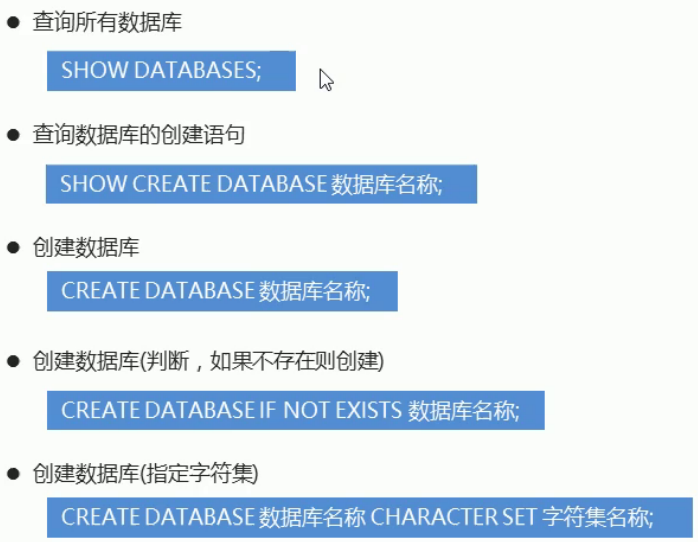 ● 查询所有数据库
SHOW DATABASES;
● 查询数据库的创建语句
SHOW CREATE DATABASE 数据库名称;
● 创建数据库
CREATE DATABASE 数据库名称;
● 创建数据库(判断，如果不存在则创建)
CREATE DATABASE IF NOT EXISTS 数据库名称;
● 创建数据库(指定字符集)
CREATE DATABASE 数据库名称 CHARACTER SET 字符集名称;